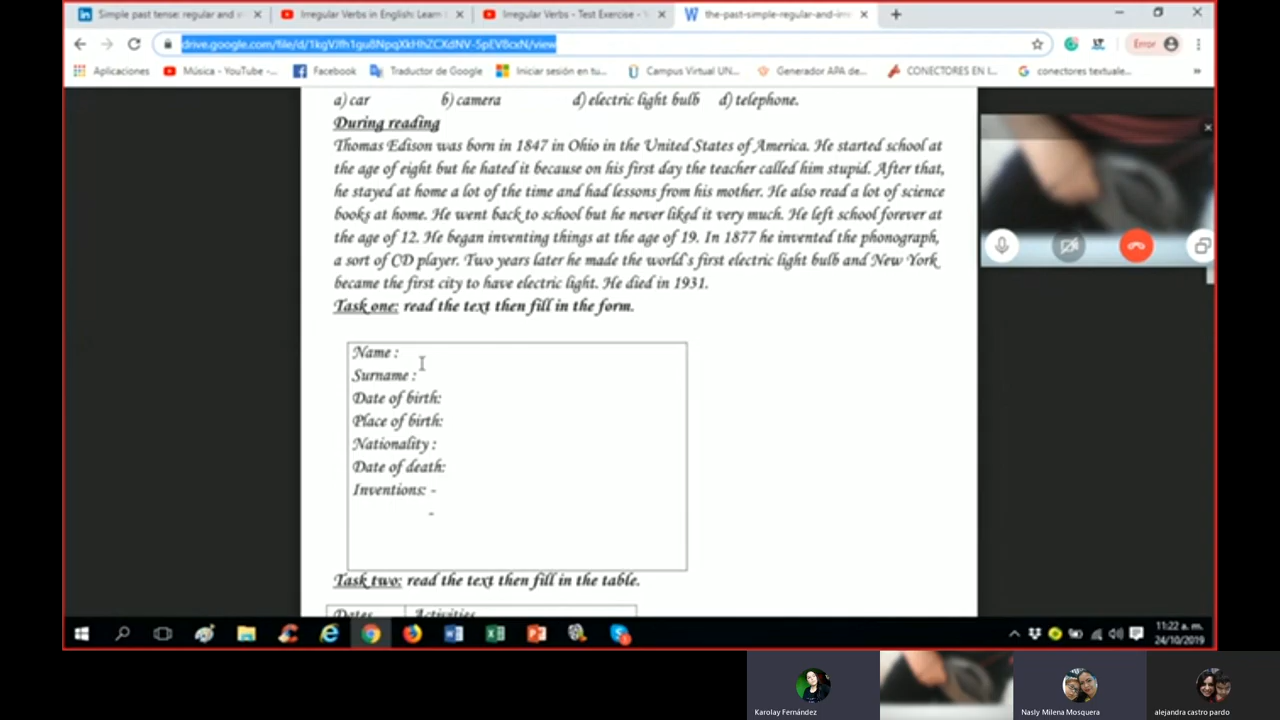 Simple past tense: regular and
Irregular Verbs in English: Learn
Irregular Verbs - Test Exercise -
the-past-simple-regular-and-irre
drive.google.com/file/d/1kgVJfh1gu8NpqXkHhZCXdNV-5pEV8cxN/view
Error
Aplicaciones
Música - YouTube -...
Facebook
Traductor de Google
Iniciar sesión en tu...
Campus Virtual UN...
Generador APA de...
CONECTORES EN I...
conectores textuale...
a) car b) camera d) electric light bulb d) telephone.
During reading
Thomas Edison was born in 1847 in Ohio in the United States of America. He started school at
the age of eight but he hated it because on his first day the teacher called him stupid. After that,
he stayed at home a lot of the time and had lessons from his mother. He also read a lot of science
books at home. He went back to school but he never liked it very much. He left school forever at
the age of 12. He began inventing things at the age of 19. In 1877 he invented the phonograph,
a sort of CD player. Two years later he made the world's first electric light bulb and New York
became the first city to have electric light. He died in 1931.
Task one: read the text then fill in the form.
Name :
Surname :
Date of birth:
Place of birth:
Nationality :
Date of death:
Inventions: -
-
Task two: read the text then fill in the table.
Dates Activities
11:22 a. m.
24/10/2019
Karolay Fernández
Nasly Milena Mosquera
alejandra castro pardo